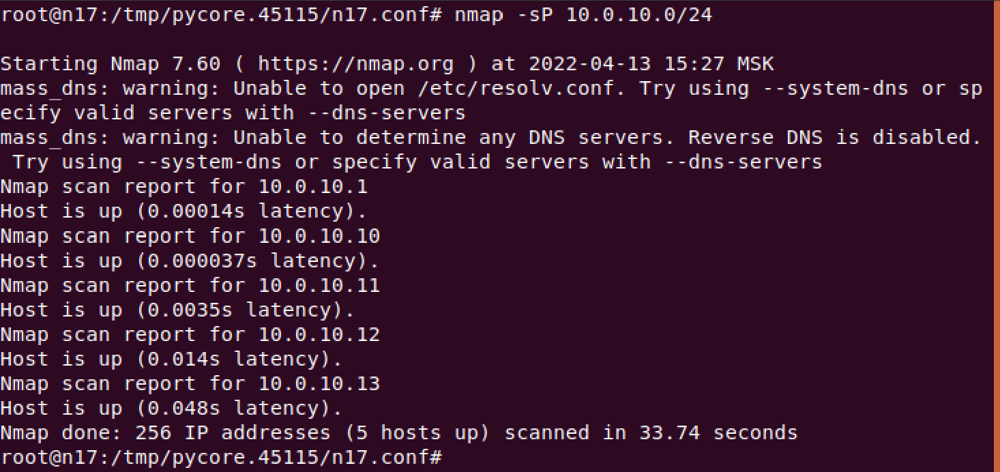 root@n17:/tmp/pycore.45115/n17.conf# nmap -sP 10.0.10.0/24
Starting Nmap 7.60 ( https://nmap.org ) at 2022-04-13 15:27 MSK
mass_dns: warning: Unable to open /etc/resolv.conf. Try using --system-dns or sp
ecify valid servers with --dns-servers
mass_dns: warning: Unable to determine any DNS servers. Reverse DNS is disabled.
 Try using --system-dns or specify valid servers with --dns-servers
Nmap scan report for 10.0.10.1
Host is up (0.00014s latency).
Nmap scan report for 10.0.10.10
Host is up (0.000037s latency).
Nmap scan report for 10.0.10.11
Host is up (0.0035s latency).
Nmap scan report for 10.0.10.12
Host is up (0.014s latency).
Nmap scan report for 10.0.10.13
Host is up (0.048s latency).
Nmap done: 256 IP addresses (5 hosts up) scanned in 33.74 seconds
root@n17:/tmp/pycore.45115/n17.conf#